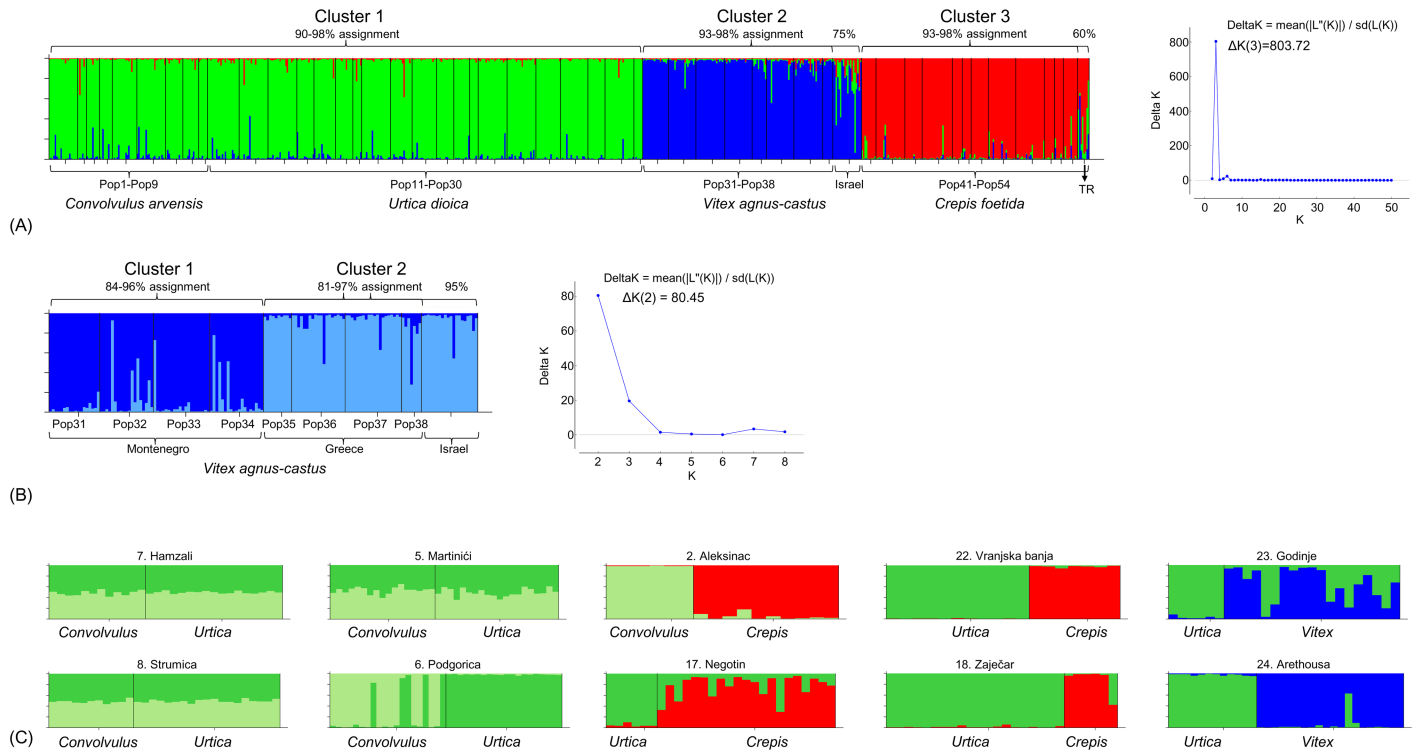 Cluster 1 Cluster 2 Cluster 3
90-98% assignment 93-98% assignment 75% 93-98% assignment 60%
Pop1-Pop9 Pop11-Pop30 Pop31-Pop38 Israel Pop41-Pop54 TR
Convolvulus arvensis Urtica dioica Vitex agnus-castus Crepis foetida
(A)
DeltaK = mean(|L"(K)|) / sd(L(K))
ΔK(3)=803.72
Delta K
800
600
400
200
0
0 10 20 30 40 50
K
Cluster 1 Cluster 2
84-96% assignment 81-97% assignment 95%
Pop31 Pop32 Pop33 Pop34 Pop35 Pop36 Pop37 Pop38
Montenegro Greece Israel
Vitex agnus-castus
(B)
DeltaK = mean(|L"(K)|) / sd(L(K))
ΔK(2) = 80.45
Delta K
80
60
40
20
0
2 3 4 5 6 7 8
K
7. Hamzali 5. Martinići 2. Aleksinac 22. Vranjska banja 23. Godinje
Convolvulus Urtica Convolvulus Urtica Convolvulus Crepis Urtica Crepis Urtica Vitex
8. Strumica 6. Podgorica 17. Negotin 18. Zaječar 24. Arethousa
Convolvulus Urtica Convolvulus Urtica Urtica Crepis Urtica Crepis Urtica Vitex
(C)